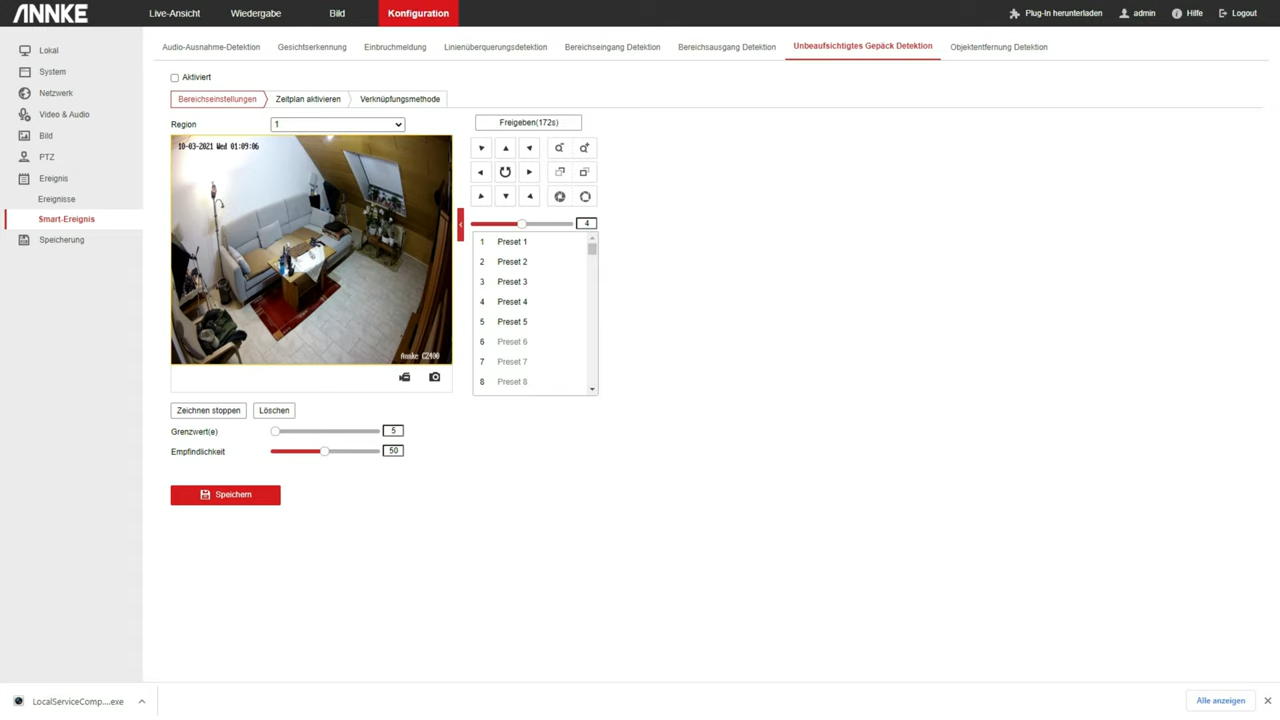 ANNKE
Live-Ansicht
Wiedergabe
Bild
Konfiguration
Plug-In herunterladen
admin
Hilfe
Logout
Lokal
System
Netzwerk
Video & Audio
Bild
PTZ
Ereignis
Ereignisse
Smart-Ereignis
Speicherung
Audio-Ausnahme-Detektion
Gesichtserkennung
Einbruchmeldung
Linienüberquerungsdetektion
Bereichseingang Detektion
Bereichsausgang Detektion
Unbeaufsichtigtes Gepäck Detektion
Objektentfernung Detektion
Aktiviert
Bereichseinstellungen
Zeitplan aktivieren
Verknüpfungsmethode
Region
1
10-03-2021 Wed 01:09:06
Annke CZ400
Freigeben(172s)
4
1 Preset 1
2 Preset 2
3 Preset 3
4 Preset 4
5 Preset 5
6 Preset 6
7 Preset 7
8 Preset 8
Zeichnen stoppen
Löschen
Grenzwert(e)
5
Empfindlichkeit
50
Speichern
LocalServiceComp....exe
Alle anzeigen